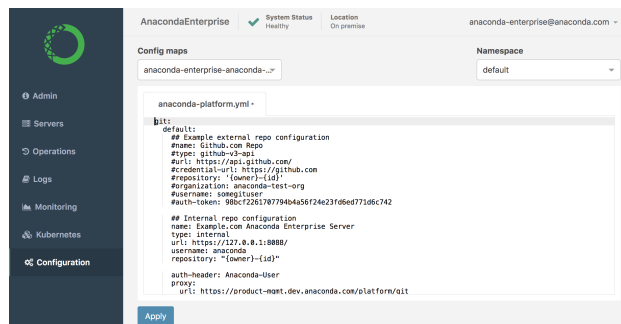 AnacondaEnterprise
System Status
Healthy
Location
On premise
anaconda-enterprise@anaconda.com
Config maps
Namespace
anaconda-enterprise-anaconda-...
default
Admin
Servers
Operations
Logs
Monitoring
Kubernetes
Configuration
anaconda-platform.yml •
git:
default:
## Example external repo configuration
#name: Github.com Repo
#type: github-v3-api
#url: https://api.github.com/
#credential-url: https://github.com
#repository: '{owner}-{id}'
#organization: anaconda-test-org
#username: somegituser
#auth-token: 98bcf2261707794b4a56f24e23fd6ed771d6c742
## Internal repo configuration
name: Example.com Anaconda Enterprise Server
type: internal
url: https://127.0.0.1:8088/
username: anaconda
repository: "{owner}-{id}"
auth-header: Anaconda-User
proxy:
url: https://product-mgmt.dev.anaconda.com/platform/git
Apply